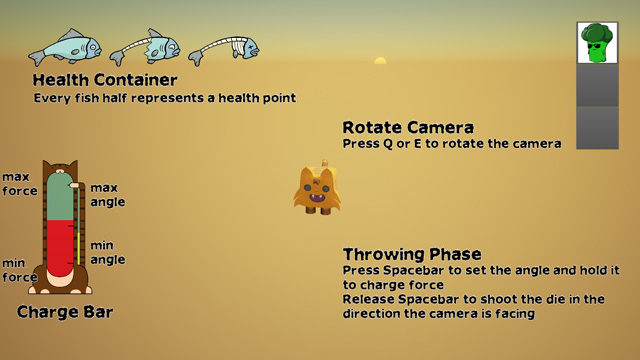 Health Container
Every fish half represents a health point
Rotate Camera
Press Q or E to rotate the camera
max
force
max
angle
min
angle
min
force
Charge Bar
Throwing Phase
Press Spacebar to set the angle and hold it
to charge force
Release Spacebar to shoot the die in the
direction the camera is facing